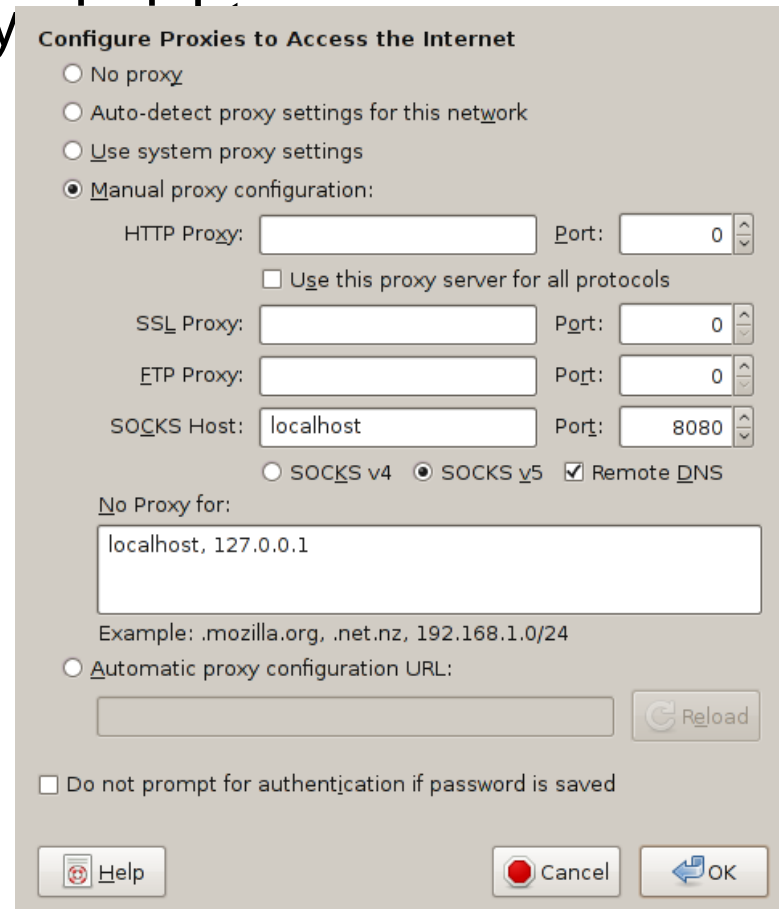 Configure Proxies to Access the Internet
No proxy
Auto-detect proxy settings for this network
Use system proxy settings
Manual proxy configuration:
HTTP Proxy: Port: 0
Use this proxy server for all protocols
SSL Proxy: Port: 0
FTP Proxy: Port: 0
SOCKS Host: localhost Port: 8080
SOCKS v4 SOCKS v5 Remote DNS
No Proxy for:
localhost, 127.0.0.1
Example: .mozilla.org, .net.nz, 192.168.1.0/24
Automatic proxy configuration URL:
Reload
Do not prompt for authentication if password is saved
Help Cancel OK